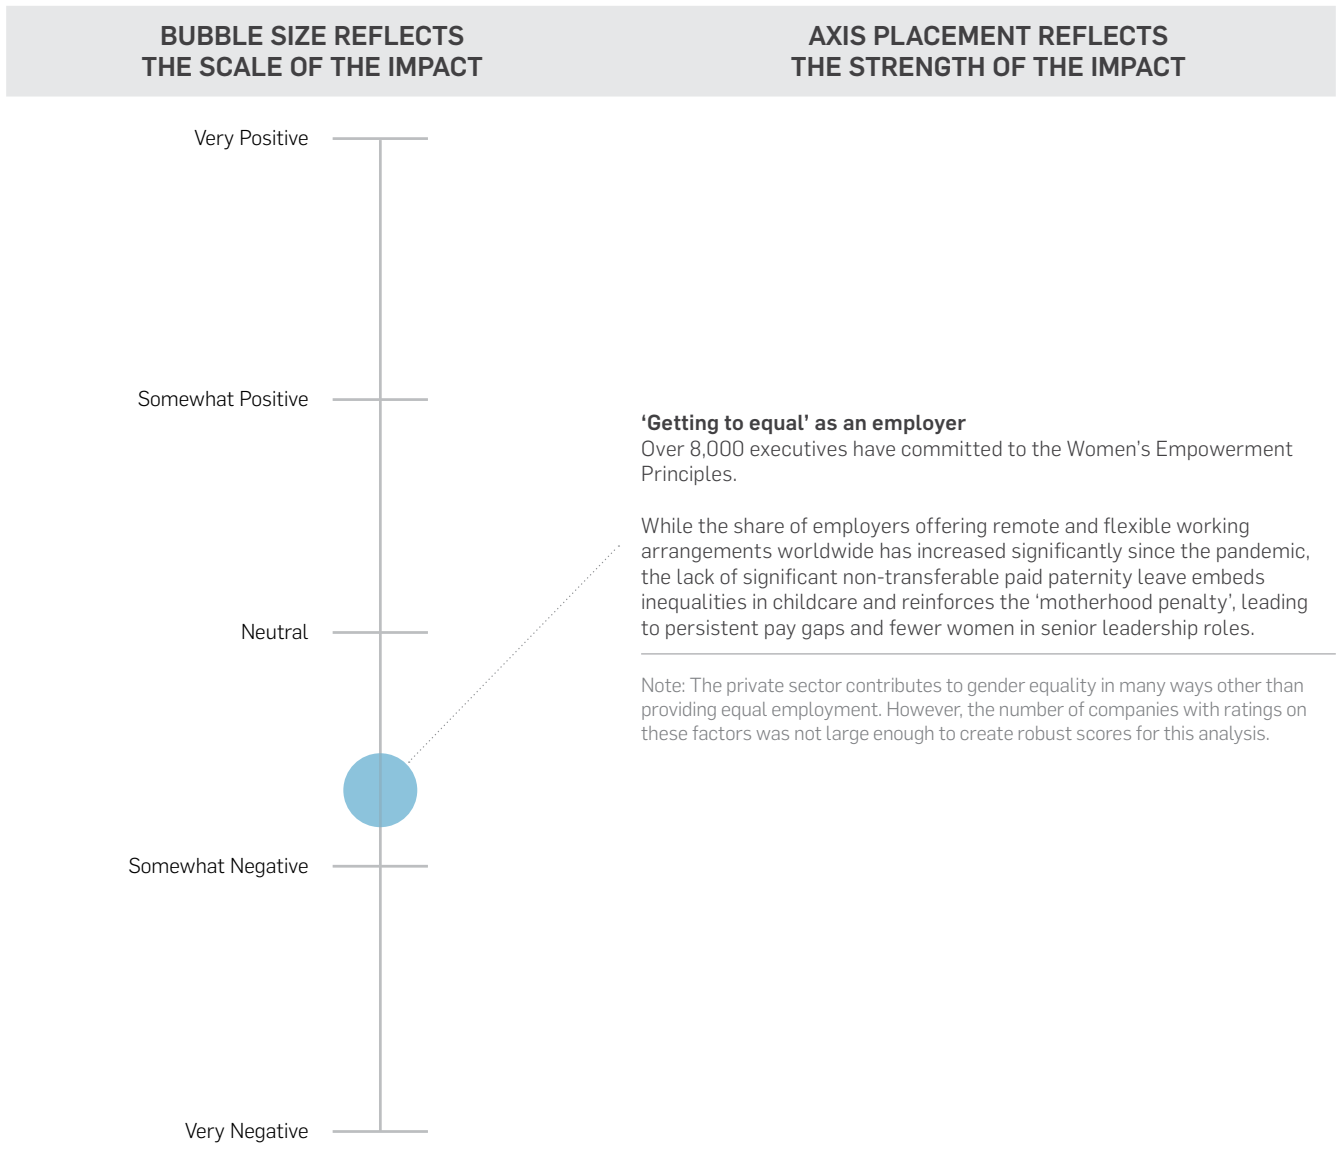 BUBBLE SIZE REFLECTS
THE SCALE OF THE IMPACT
AXIS PLACEMENT REFLECTS
THE STRENGTH OF THE IMPACT
Very Positive
Somewhat Positive
Neutral
Somewhat Negative
Very Negative
‘Getting to equal’ as an employer
Over 8,000 executives have committed to the Women’s Empowerment
Principles.
While the share of employers offering remote and flexible working
arrangements worldwide has increased significantly since the pandemic,
the lack of significant non-transferable paid paternity leave embeds
inequalities in childcare and reinforces the ‘motherhood penalty’, leading
to persistent pay gaps and fewer women in senior leadership roles.
Note: The private sector contributes to gender equality in many ways other than
providing equal employment. However, the number of companies with ratings on
these factors was not large enough to create robust scores for this analysis.